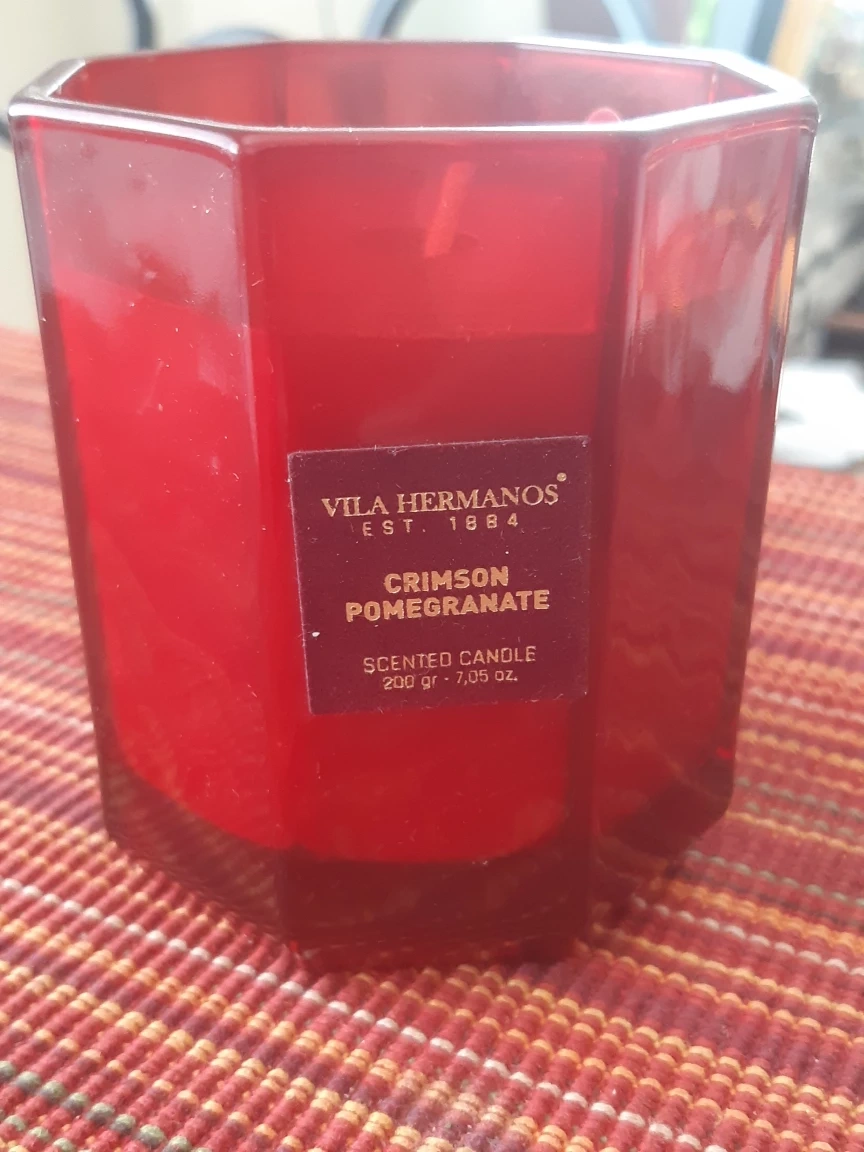 VILA HERMANOS®
EST. 1884
CRIMSON
POMEGRANATE
SCENTED CANDLE
200 gr - 7,05 oz.